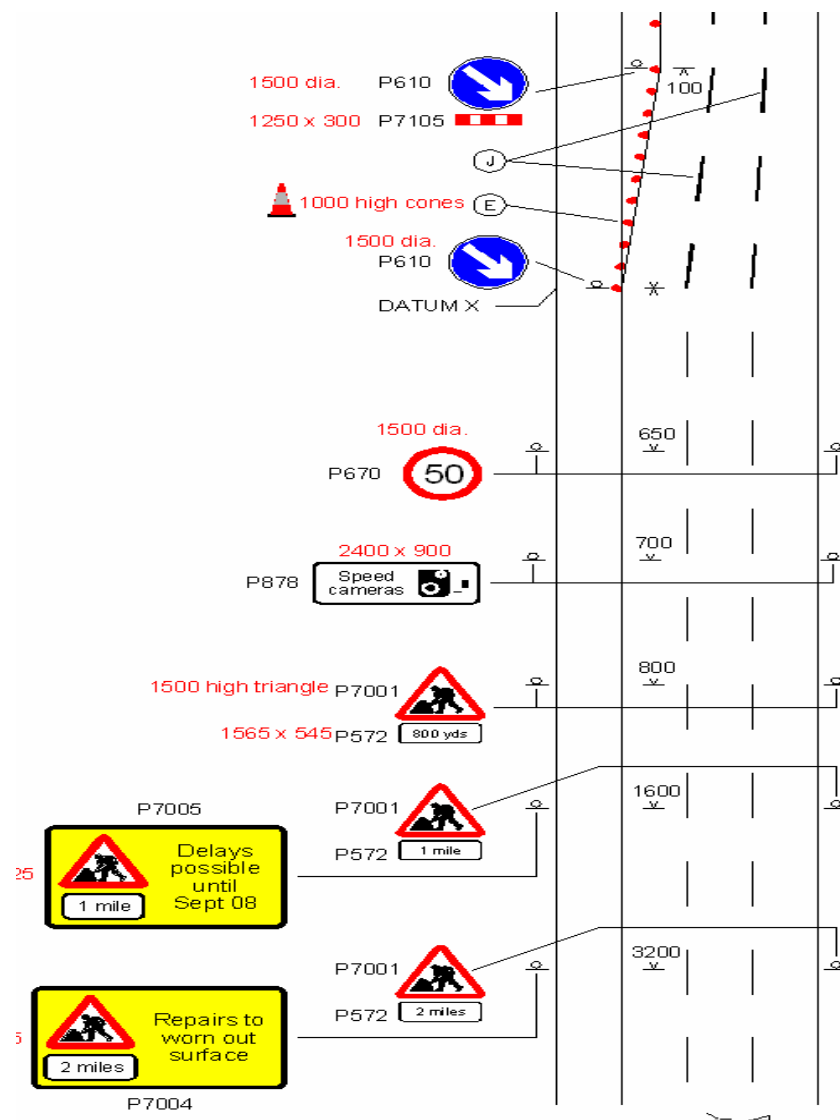 1500 dia. P610
100
1250 x 300 P7105
J
1000 high cones E
1500 dia.
P610
DATUM X
1500 dia.
650
P670 50
2400 x 900
700
P878 Speed cameras
800
1500 high triangle P7001
1565 x 545 P572 800 yds
1600
P7005
P7001
Delays
possible
until
Sept 08
1 mile
25
P572 1 mile
3200
P7001
P572 2 miles
Repairs to
worn out
surface
2 miles
5
P7004